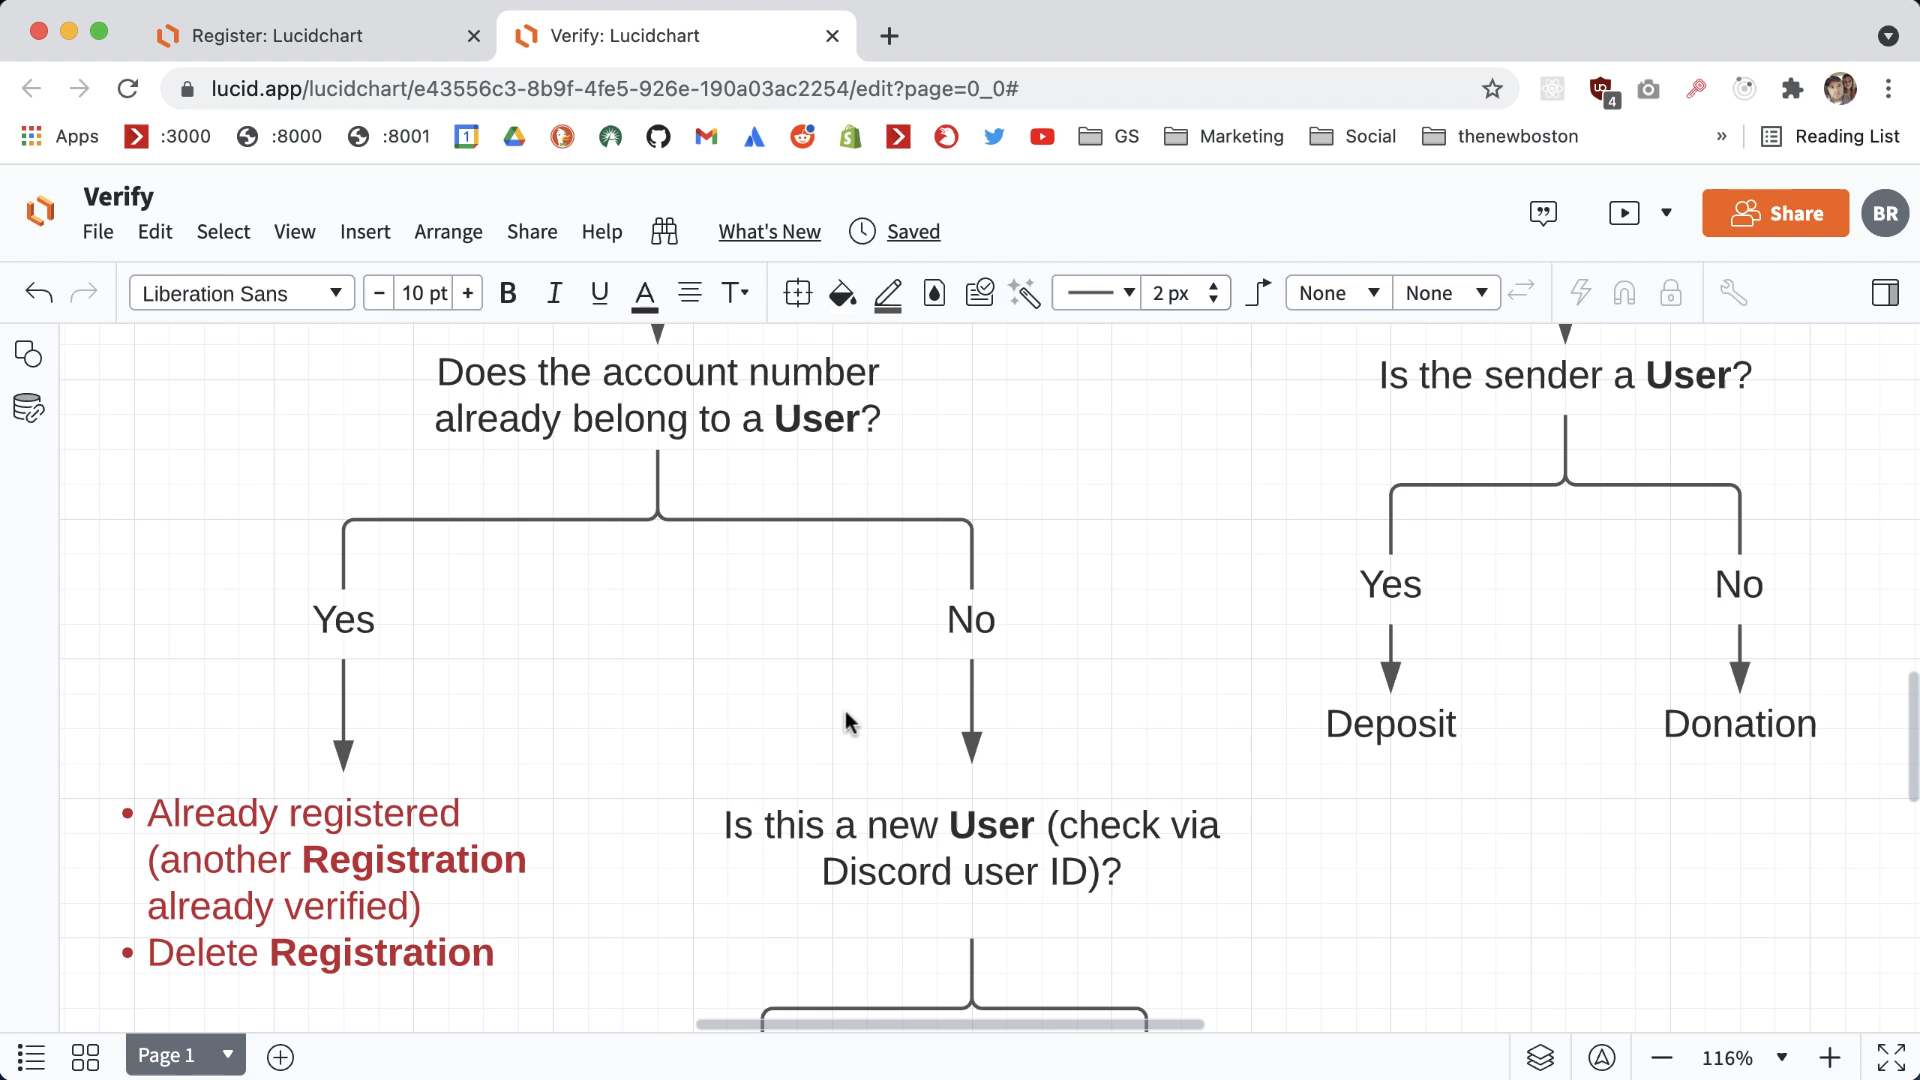 Register: Lucidchart
Verify: Lucidchart
lucid.app/lucidchart/e43556c3-8b9f-4fe5-926e-190a03ac2254/edit?page=0_0#
4
Apps
:3000
:8000
:8001
1
GS
Marketing
Social
thenewboston
»
Reading List
Verify
File Edit Select View Insert Arrange Share Help What's New Saved
Share
BR
Liberation Sans
- 10 pt +
B I U A T
2 px
None
None
Does the account number
already belong to a User?
Yes
No
• Already registered
(another Registration
already verified)
• Delete Registration
Is this a new User (check via
Discord user ID)?
Is the sender a User?
Yes
No
Deposit
Donation
Page 1
116%